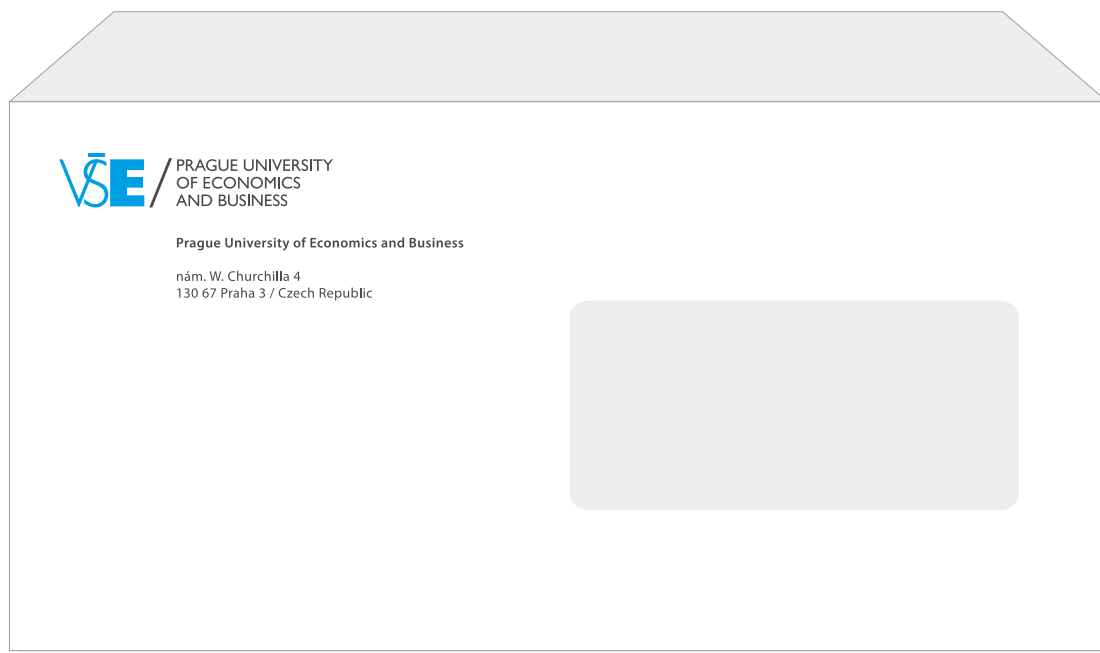 VŠE / PRAGUE UNIVERSITY
OF ECONOMICS
AND BUSINESS
Prague University of Economics and Business
nám. W. Churchilla 4
130 67 Praha 3 / Czech Republic